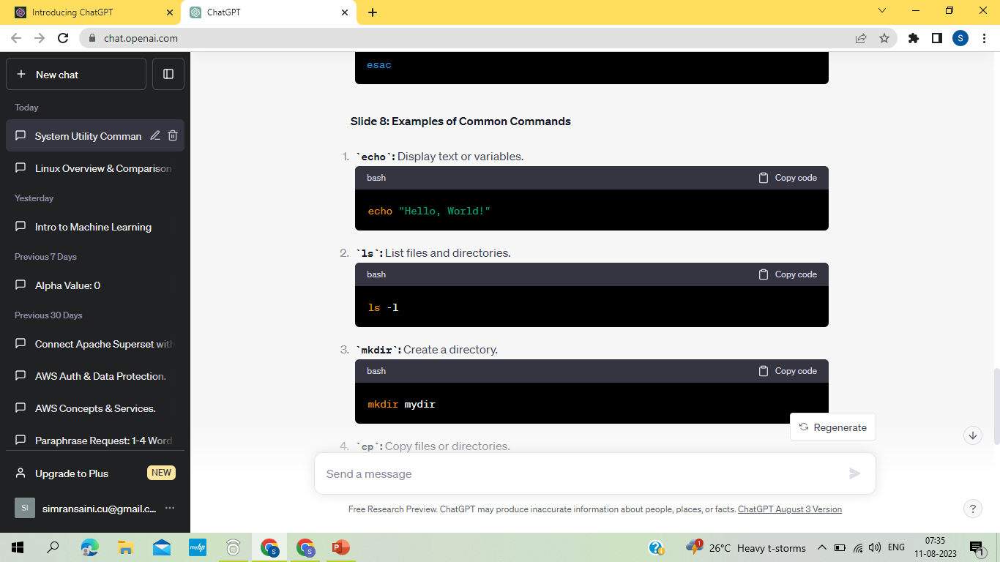 Introducing ChatGPT
ChatGPT
chat.openai.com
S
New chat
Today
System Utility Comman
Linux Overview & Comparison
Yesterday
Intro to Machine Learning
Previous 7 Days
Alpha Value: 0
Previous 30 Days
Connect Apache Superset with
AWS Auth & Data Protection.
AWS Concepts & Services.
Paraphrase Request: 1-4 Word
Upgrade to Plus NEW
SI simransaini.cu@gmail.c...
esac
Slide 8: Examples of Common Commands
1. `echo`: Display text or variables.
bash Copy code
echo "Hello, World!"
2. `ls`: List files and directories.
bash Copy code
ls -l
3. `mkdir`: Create a directory.
bash Copy code
mkdir mydir
Regenerate
4. `cp`: Copy files or directories.
Send a message
Free Research Preview. ChatGPT may produce inaccurate information about people, places, or facts. ChatGPT August 3 Version
?
myhp
S
S
P
?
1
26°C Heavy t-storms
ENG
07:35
11-08-2023
1